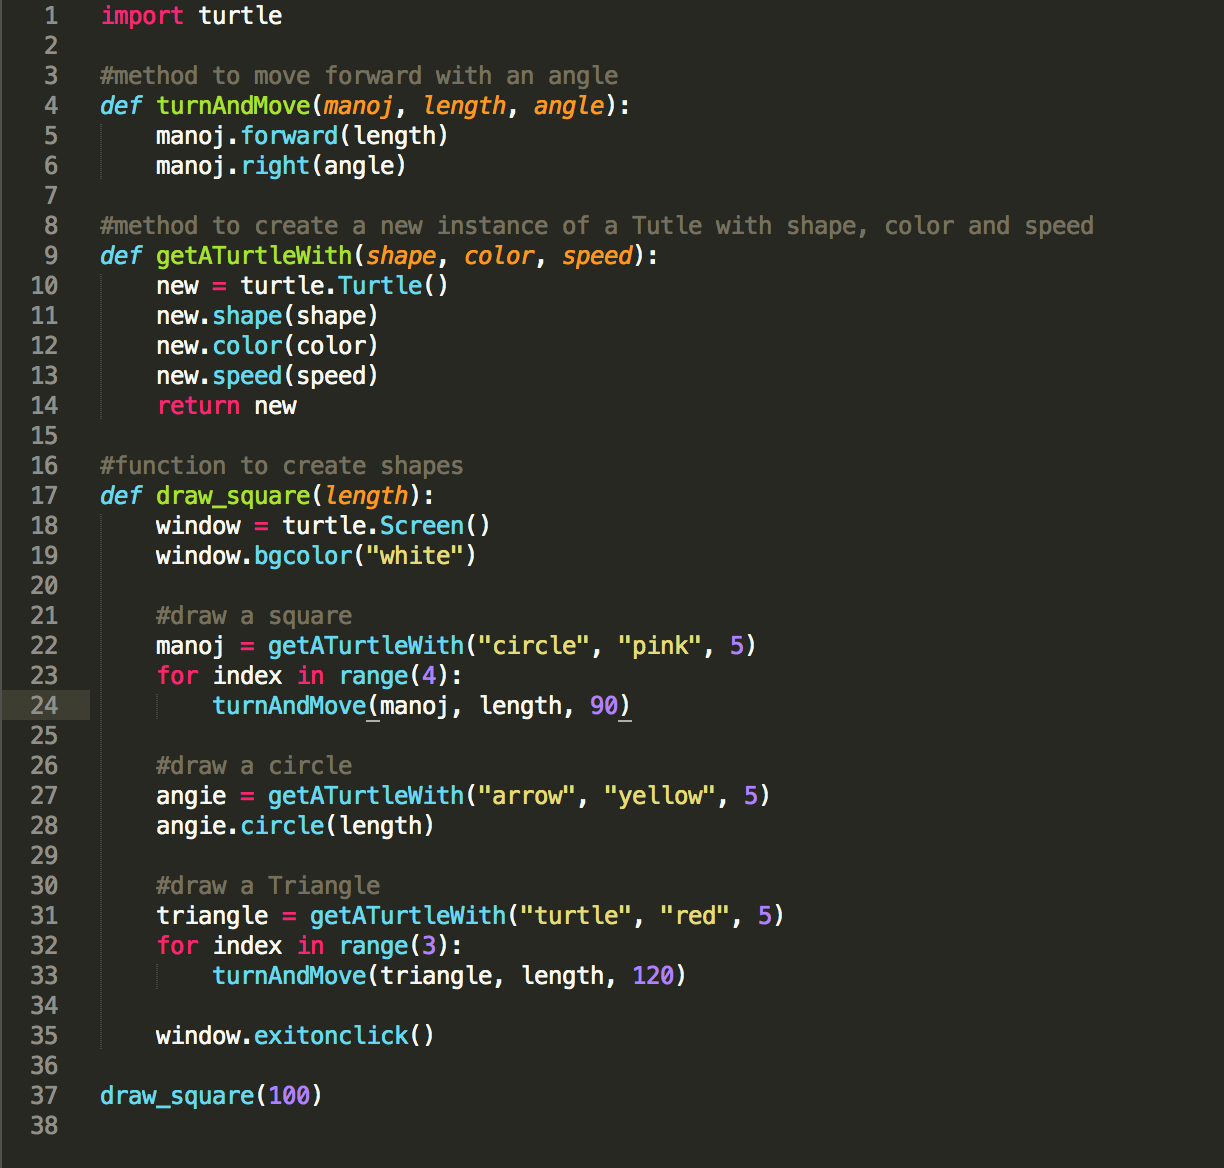 1 import turtle
2
3 #method to move forward with an angle
4 def turnAndMove(manoj, length, angle):
5     manoj.forward(length)
6     manoj.right(angle)
7
8 #method to create a new instance of a Tutle with shape, color and speed
9 def getATurtleWith(shape, color, speed):
10     new = turtle.Turtle()
11     new.shape(shape)
12     new.color(color)
13     new.speed(speed)
14     return new
15
16 #function to create shapes
17 def draw_square(length):
18     window = turtle.Screen()
19     window.bgcolor("white")
20
21     #draw a square
22     manoj = getATurtleWith("circle", "pink", 5)
23     for index in range(4):
24         turnAndMove(manoj, length, 90)
25
26     #draw a circle
27     angie = getATurtleWith("arrow", "yellow", 5)
28     angie.circle(length)
29
30     #draw a Triangle
31     triangle = getATurtleWith("turtle", "red", 5)
32     for index in range(3):
33         turnAndMove(triangle, length, 120)
34
35     window.exitonclick()
36
37 draw_square(100)
38